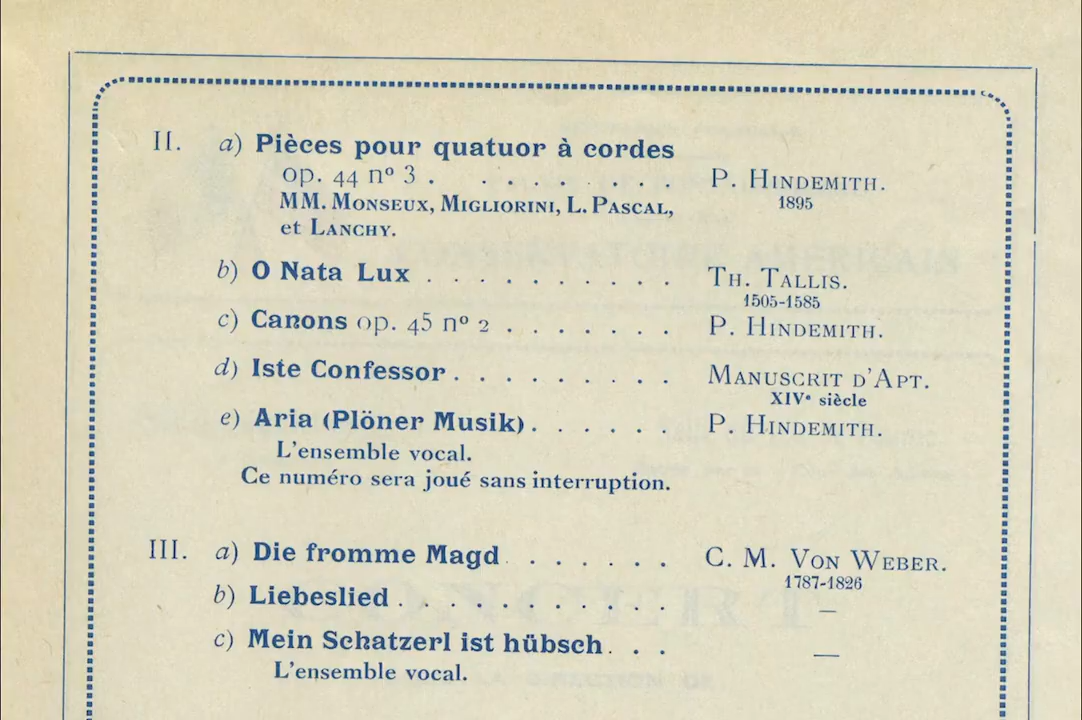 II. a) Pièces pour quatuor à cordes
op. 44 nº 3 . . . . . . . P. Hindemith.
1895
MM. Monseux, Migliorini, L. Pascal,
et Lanchy.
b) O Nata Lux . . . . . . . . . . Th. Tallis.
1505-1585
c) Canons op. 45 nº 2 . . . . . . . P. Hindemith.
d) Iste Confessor . . . . . . . . . Manuscrit d'Apt.
XIVe siècle
e) Aria (Plöner Musik) . . . . . . P. Hindemith.
L'ensemble vocal.
Ce numéro sera joué sans interruption.
III. a) Die fromme Magd . . . . . . . C. M. Von Weber.
1787-1826
b) Liebeslied . . . . . . . . . . . —
c) Mein Schatzerl ist hübsch . . . —
L'ensemble vocal.